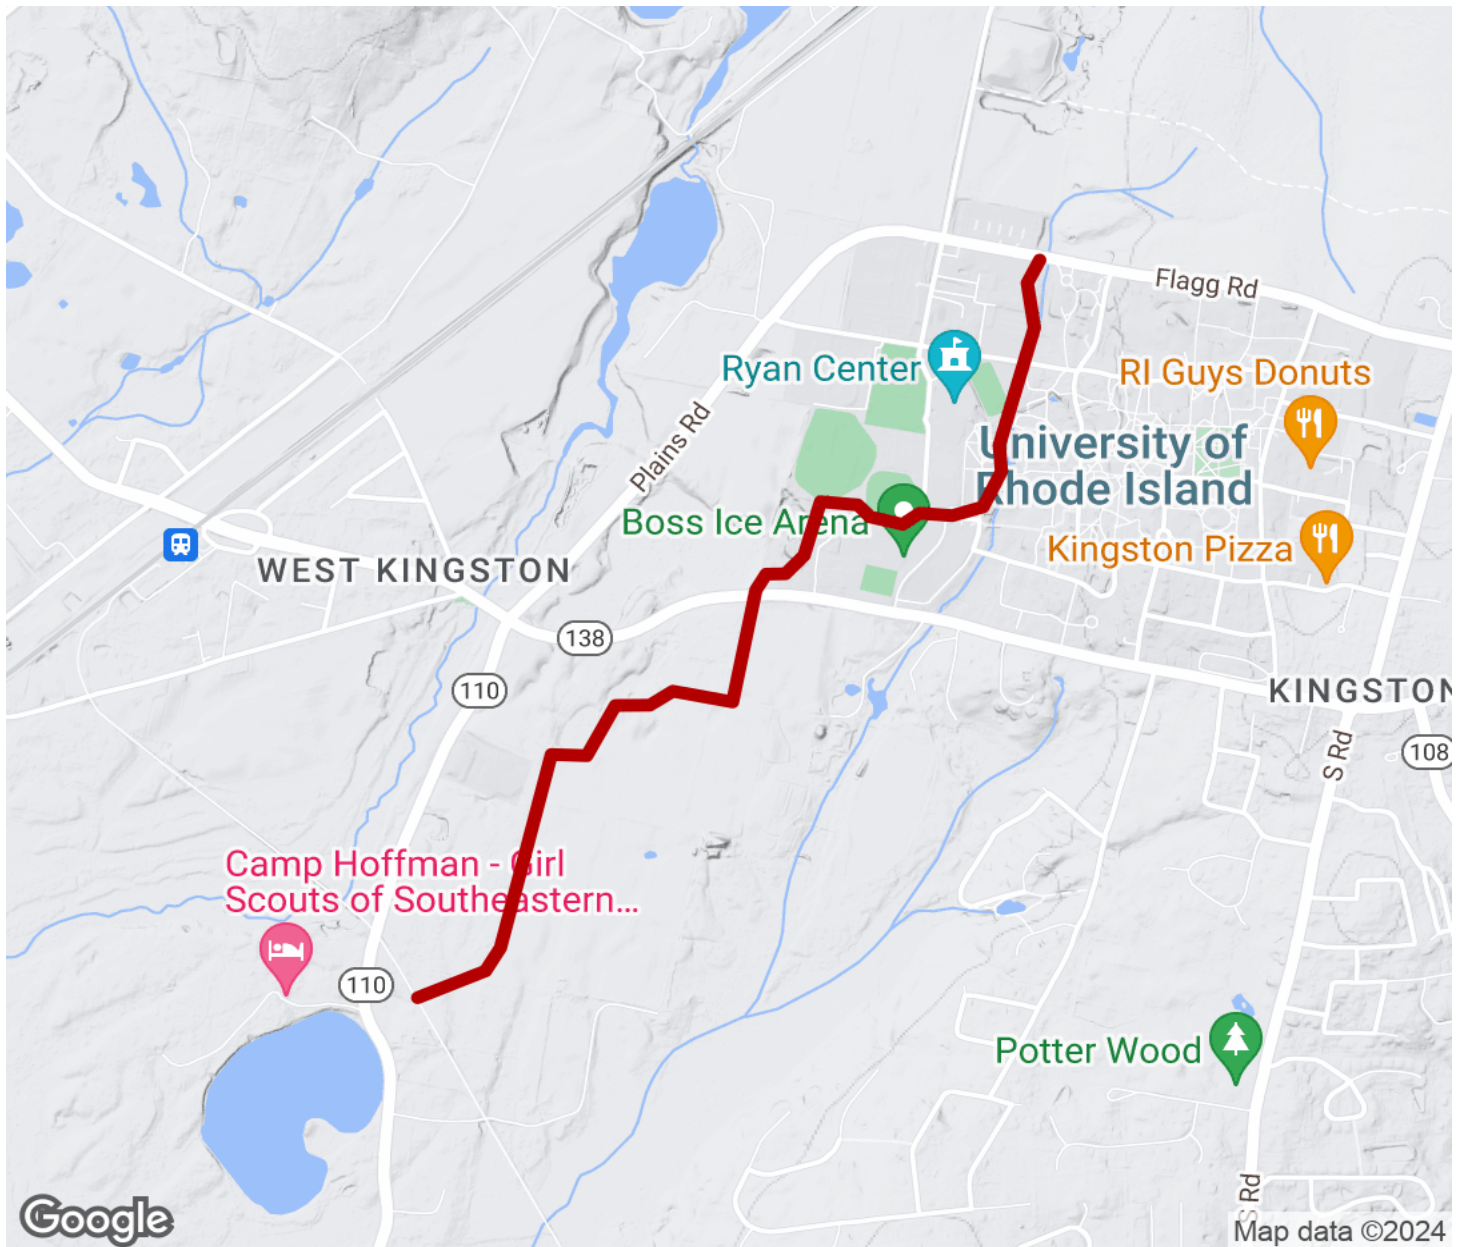 Flagg Rd
Ryan Center
RI Guys Donuts
Plains Rd
University of
Rhode Island
Boss Ice Arena
Kingston Pizza
WEST KINGSTON
138
110
KINGSTON
S Rd
108
Camp Hoffman - Girl
Scouts of Southeastern...
110
Potter Wood
S Rd
Google
Map data ©2024